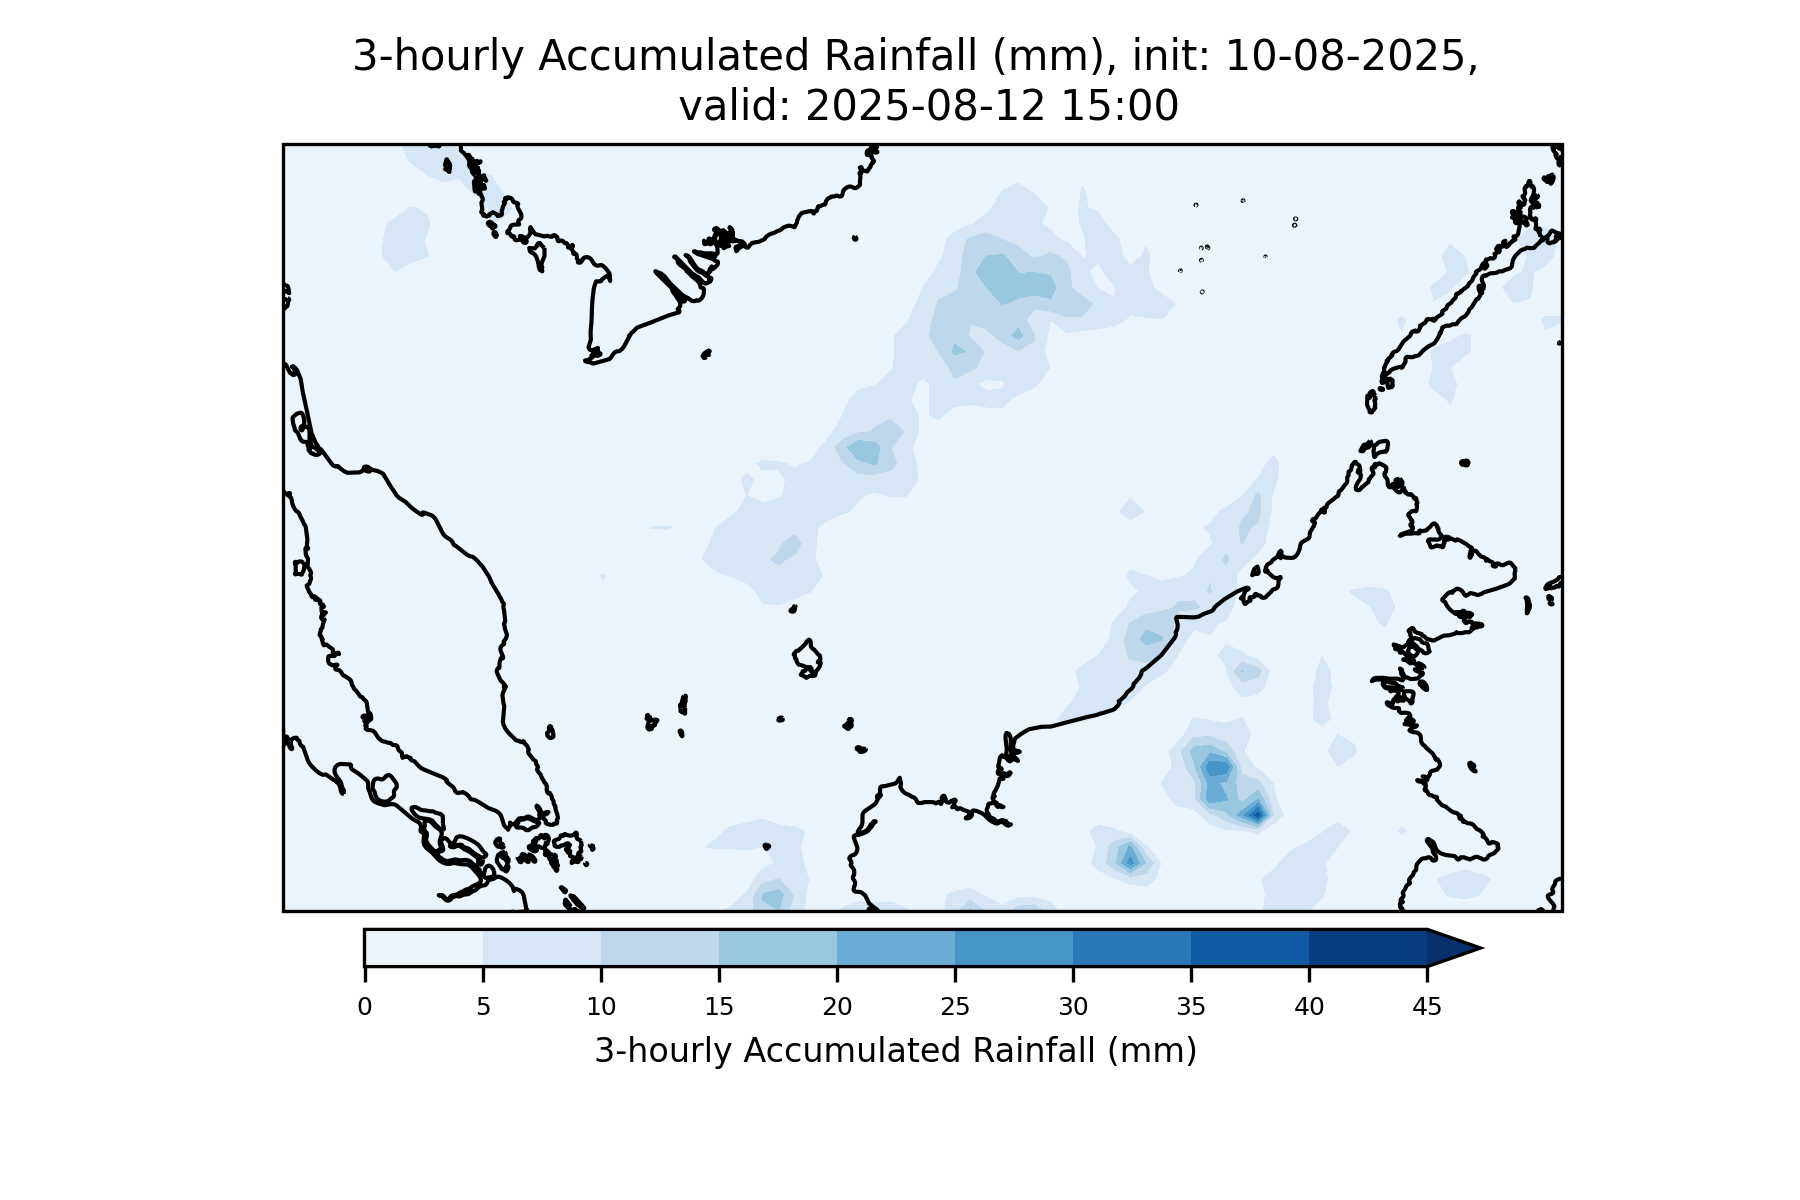 3-hourly Accumulated Rainfall (mm), init: 10-08-2025,
valid: 2025-08-12 15:00
0 5 10 15 20 25 30 35 40 45
3-hourly Accumulated Rainfall (mm)